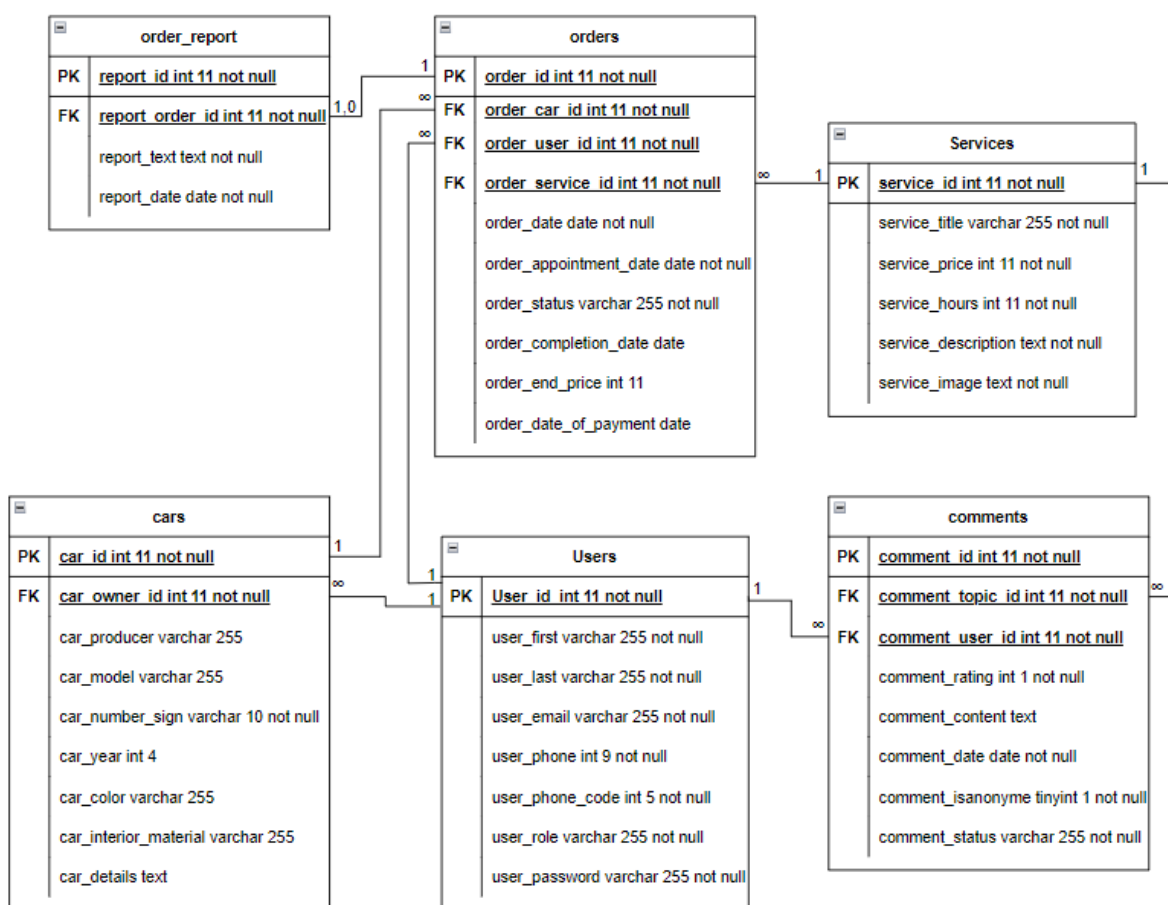 order_report
PK report_id int 11 not null
FK report_order_id int 11 not null
report_text text not null
report_date date not null
1
1,0
orders
PK order_id int 11 not null
FK order_car_id int 11 not null
FK order_user_id int 11 not null
FK order_service_id int 11 not null
order_date date not null
order_appointment_date date not null
order_status varchar 255 not null
order_completion_date date
order_end_price int 11
order_date_of_payment date
∞
∞
∞
1
Services
PK service_id int 11 not null
service_title varchar 255 not null
service_price int 11 not null
service_hours int 11 not null
service_description text not null
service_image text not null
1
cars
PK car_id int 11 not null
FK car_owner_id int 11 not null
car_producer varchar 255
car_model varchar 255
car_number_sign varchar 10 not null
car_year int 4
car_color varchar 255
car_interior_material varchar 255
car_details text
1
∞
1
1
Users
PK User_id int 11 not null
user_first varchar 255 not null
user_last varchar 255 not null
user_email varchar 255 not null
user_phone int 9 not null
user_phone_code int 5 not null
user_role varchar 255 not null
user_password varchar 255 not null
1
∞
comments
PK comment_id int 11 not null
FK comment_topic_id int 11 not null
FK comment_user_id int 11 not null
comment_rating int 1 not null
comment_content text
comment_date date not null
comment_isanonyme tinyint 1 not null
comment_status varchar 255 not null
∞